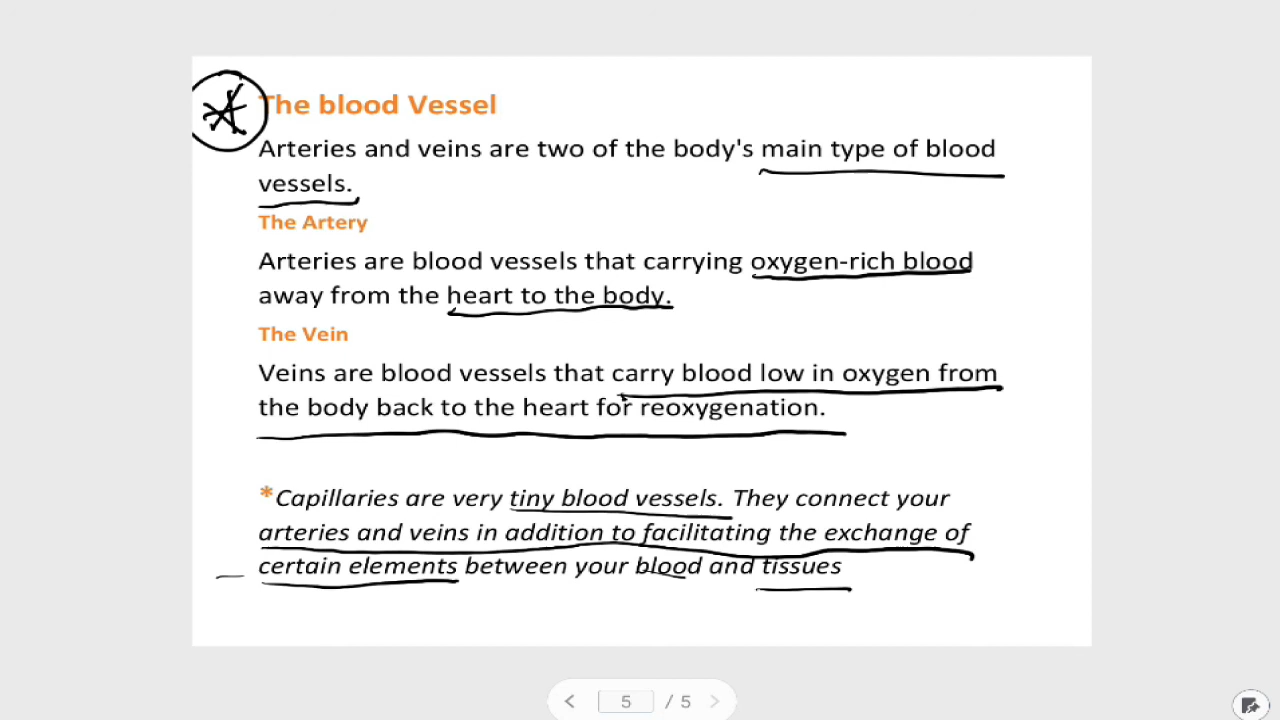 The blood Vessel
Arteries and veins are two of the body's main type of blood
vessels.
The Artery
Arteries are blood vessels that carrying oxygen-rich blood
away from the heart to the body.
The Vein
Veins are blood vessels that carry blood low in oxygen from
the body back to the heart for reoxygenation.
*Capillaries are very tiny blood vessels. They connect your
arteries and veins in addition to facilitating the exchange of
certain elements between your blood and tissues
5 / 5